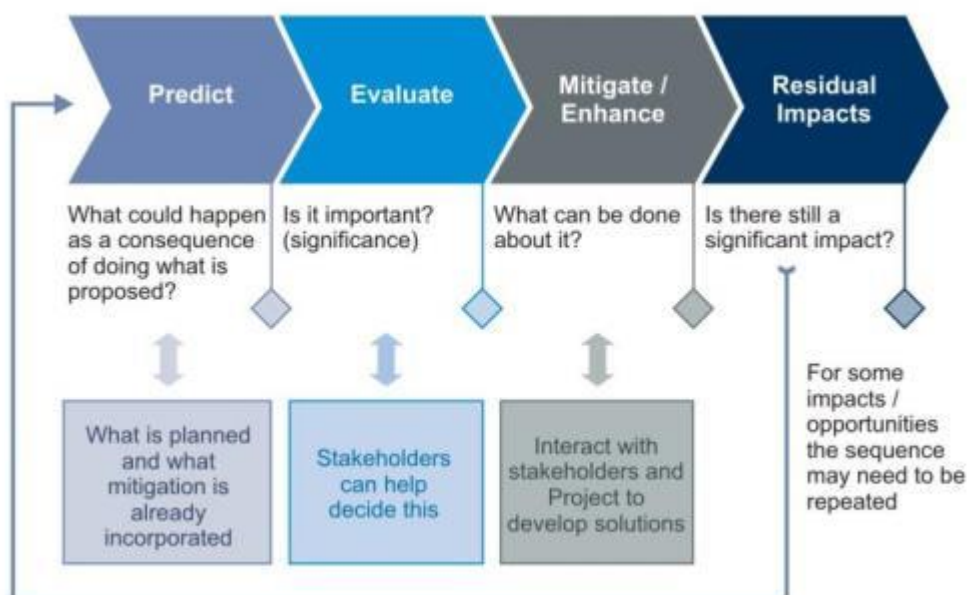 Predict
Evaluate
Mitigate /
Enhance
Residual
Impacts
What could happen
as a consequence
of doing what is
proposed?
Is it important?
(significance)
What can be done
about it?
Is there still a
significant impact?
What is planned
and what
mitigation is
already
incorporated
Stakeholders
can help
decide this
Interact with
stakeholders and
Project to
develop solutions
For some
impacts /
opportunities
the sequence
may need to be
repeated